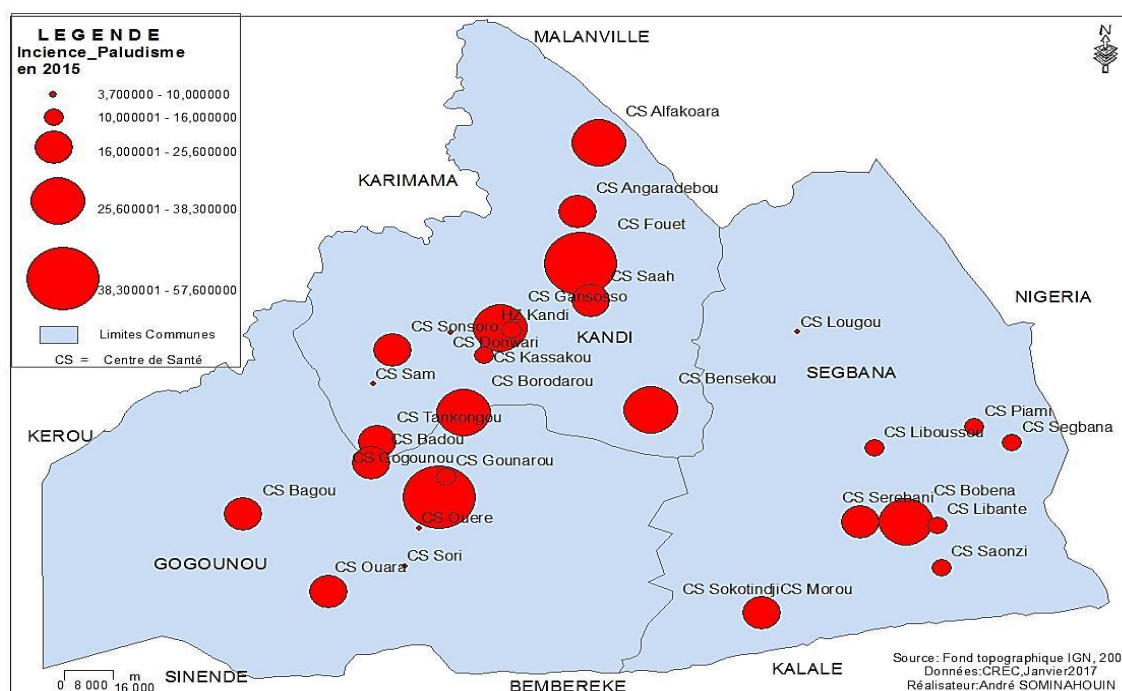 LEGENDE
Incience_Paludisme
en 2015
3,700000 - 10,000000
10,000001 - 16,000000
16,000001 - 25,600000
25,600001 - 38,300000
38,300001 - 57,600000
Limites Communes
CS = Centre de Santé
MALANVILLE
N
CS Alfakoara
KARIMAMA
CS Angaradebou
CS Fouet
CS Saah
NIGERIA
CS Gansosso
HZ Kandi
CS Sonsoro
KANDI
CS Lougou
CS Donwari
CS Kassakou
CS Sam
SEGBANA
CS Borodarou
CS Bensekou
CS Piami
CS Tankongou
KEROU
CS Segbana
CS Liboussou
CS Badou
CS Gogounou
CS Gounarou
CS Bagou
CS Serebani
CS Bobena
CS Libante
CS Ouere
CS Saonzi
CS Sori
GOGOUNOU
CS Ouara
CS Sokotindji
CS Morou
KALALE
SINENDE
BEMBEREKE
0 8 000 16 000
m
Source: Fond topographique IGN, 200
Données:CREC,Janvier2017
Réalisateur:André SOMINAHOUIN